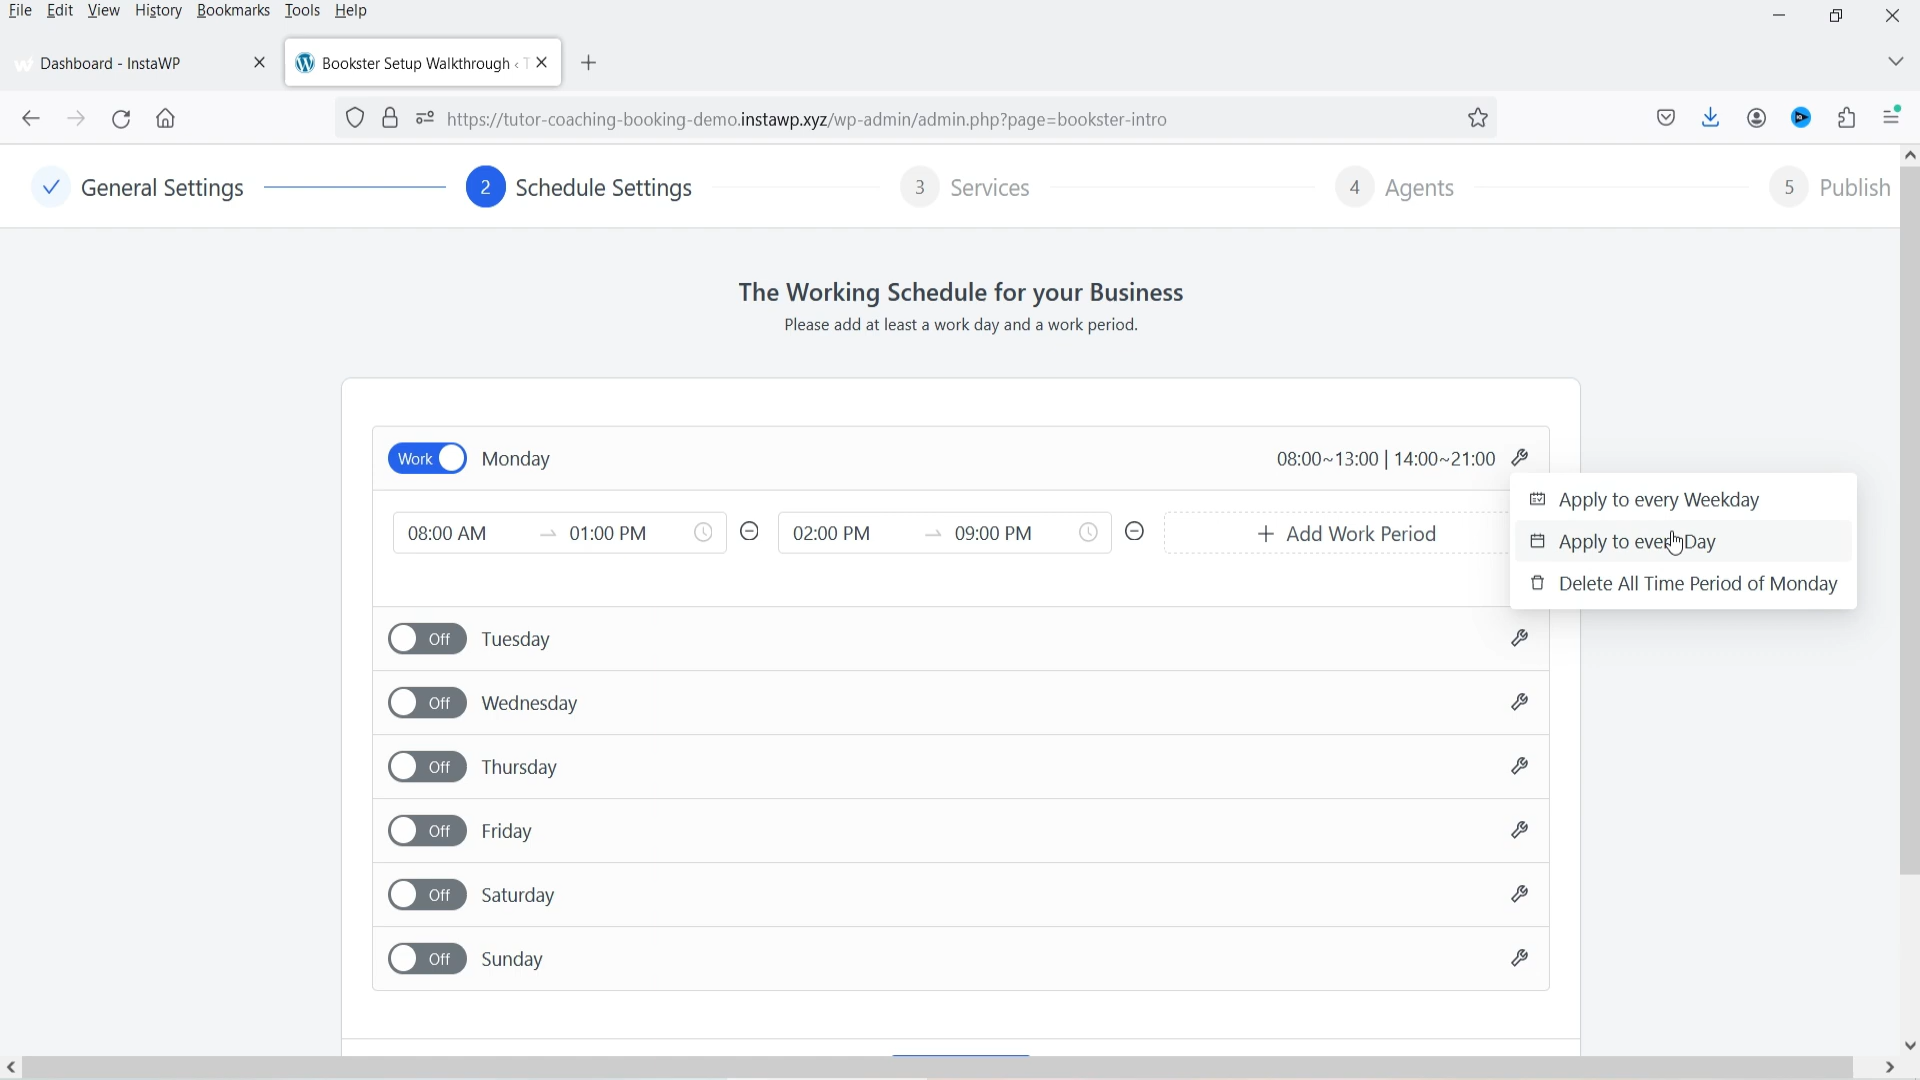 File Edit View History Bookmarks Tools Help
Dashboard - InstaWP
Bookster Setup Walkthrough ‹ T
https://tutor-coaching-booking-demo.instawp.xyz/wp-admin/admin.php?page=bookster-intro
General Settings
2 Schedule Settings
3 Services
4 Agents
5 Publish
The Working Schedule for your Business
Please add at least a work day and a work period.
Work Monday 08:00~13:00 | 14:00~21:00
Apply to every Weekday
08:00 AM → 01:00 PM 02:00 PM → 09:00 PM + Add Work Period
Apply to every Day
Delete All Time Period of Monday
Off Tuesday
Off Wednesday
Off Thursday
Off Friday
Off Saturday
Off Sunday